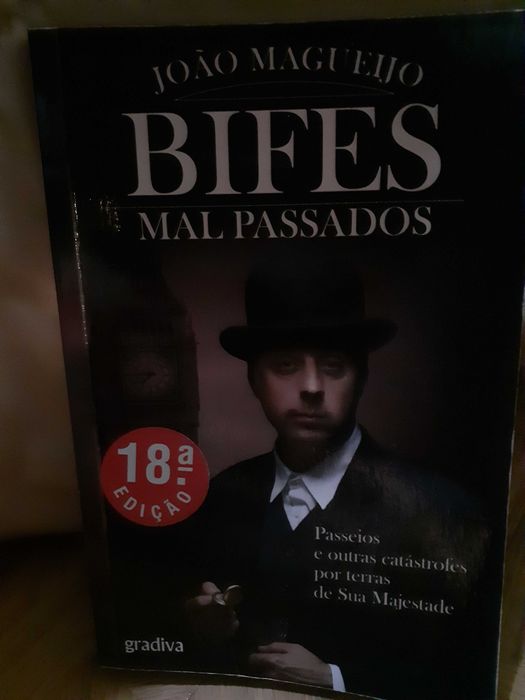 JOÃO MAGUEIJO
BIFES
MAL PASSADOS
18.ª
EDIÇÃO
Passeios
e outras catástrofes
por terras
de Sua Majestade
gradiva